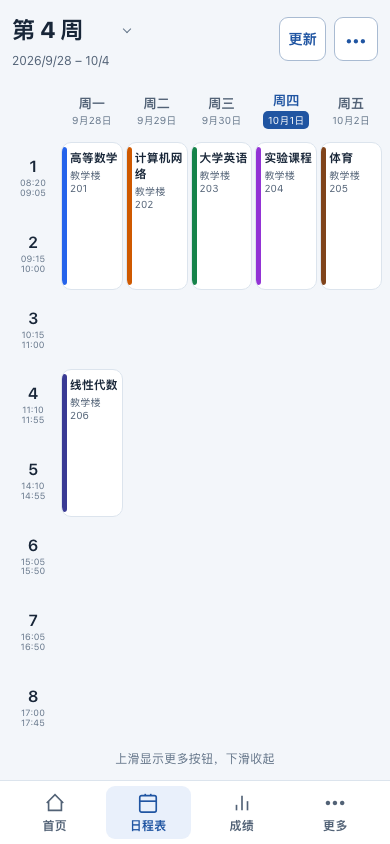 第 4 周
更新
2026/9/28 – 10/4
周一 周二 周三 周四 周五
9月28日 9月29日 9月30日 10月1日 10月2日
1
08:20
09:05
高等数学
教学楼
201
计算机网
络
教学楼
202
大学英语
教学楼
203
实验课程
教学楼
204
体育
教学楼
205
2
09:15
10:00
3
10:15
11:00
4
11:10
11:55
线性代数
教学楼
206
5
14:10
14:55
6
15:05
15:50
7
16:05
16:50
8
17:00
17:45
上滑显示更多按钮，下滑收起
首页 日程表 成绩 更多